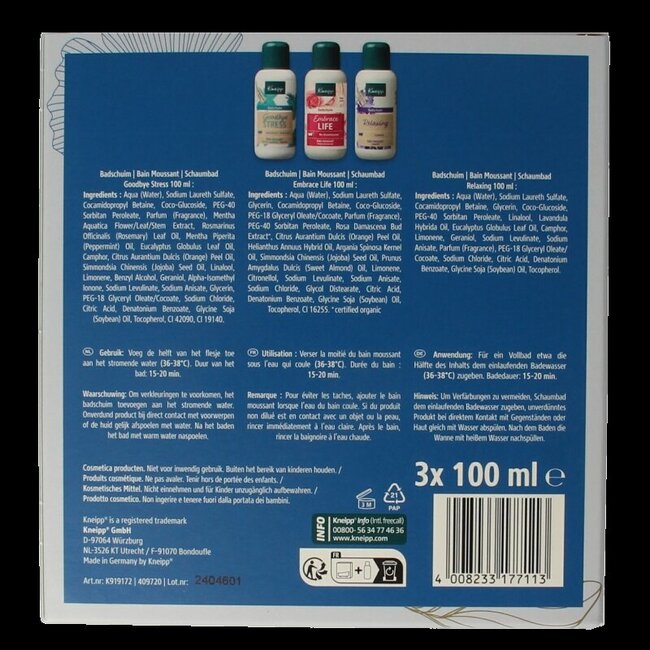 Kneipp
Goodbye
STRESS
Kneipp
Embrace
LIFE
Kneipp
Relaxing
Badschuim | Bain Moussant | Schaumbad
Goodbye Stress 100 ml :
Ingredients : Aqua (Water), Sodium Laureth Sulfate,
Cocamidopropyl Betaine, Coco-Glucoside, PEG-40
Sorbitan Peroleate, Parfum (Fragrance), Mentha
Aquatica Flower/Leaf/Stem Extract, Rosmarinus
Officinalis (Rosemary) Leaf Oil, Mentha Piperita
(Peppermint) Oil, Eucalyptus Globulus Leaf Oil,
Camphor, Citrus Aurantium Dulcis (Orange) Peel Oil,
Simmondsia Chinensis (Jojoba) Seed Oil, Linalool,
Limonene, Benzyl Alcohol, Geraniol, Alpha-Isomethyl
Ionone, Sodium Levulinate, Sodium Anisate, Glycerin,
PEG-18 Glyceryl Oleate/Cocoate, Sodium Chloride,
Citric Acid, Denatonium Benzoate, Glycine Soja
(Soybean) Oil, Tocopherol, CI 42090, CI 19140.
Badschuim | Bain Moussant | Schaumbad
Embrace Life 100 ml :
Ingredients : Aqua (Water), Sodium Laureth Sulfate,
Glycerin, Cocamidopropyl Betaine, Coco-Glucoside,
PEG-18 Glyceryl Oleate/Cocoate, Parfum (Fragrance),
PEG-40 Sorbitan Peroleate, Rosa Damascena Bud
Extract*, Citrus Aurantium Dulcis (Orange) Peel Oil,
Helianthus Annuus Hybrid Oil, Argania Spinosa Kernel
Oil, Simmondsia Chinensis (Jojoba) Seed Oil, Prunus
Amygdalus Dulcis (Sweet Almond) Oil, Limonene,
Citronellol, Sodium Levulinate, Sodium Anisate,
Sodium Chloride, Glycol Distearate, Citric Acid,
Denatonium Benzoate, Glycine Soja (Soybean) Oil,
Tocopherol, CI 16255. *certified organic
Badschuim | Bain Moussant | Schaumbad
Relaxing 100 ml :
Ingredients : Aqua (Water), Sodium Laureth Sulfate,
Cocamidopropyl Betaine, Glycerin, Coco-Glucoside,
PEG-18 Glyceryl Oleate/Cocoate, PEG-40
Sorbitan Peroleate, Linalool, Lavandula
Hybrida Oil, Eucalyptus Globulus Leaf Oil, Camphor,
Limonene, Geraniol, Sodium Levulinate, Sodium
Anisate, Parfum (Fragrance), Glyceryl Oleate,
Sodium Chloride, Citric Acid, Denatonium
Benzoate, Glycine Soja (Soybean) Oil, Tocopherol.
NL Gebruik: Voeg de helft van het flesje toe
aan het stromende water (36-38°C). Duur van het
bad: 15-20 min.
Waarschuwing: Om verkleuringen te voorkomen, het
badschuim toevoegen aan het stromende water.
Onverdund product bij direct contact met voorwerpen
of de huid gelijk afspoelen met water. Na het baden
het bad met warm water naspoelen.
FR Utilisation : Verser la moitié du bain moussant
sous l'eau qui coule (36-38°C). Durée du bain :
15-20 min.
Remarque : Pour éviter les taches, ajouter le bain
moussant lorsque l'eau du bain coule. Si du produit
non dilué est en contact avec un objet ou la peau,
rincer immédiatement à l'eau claire. Après le bain,
rincer la baignoire à l'eau chaude.
DE Anwendung: Für ein Vollbad etwa die
Hälfte des Inhalts dem einlaufenden Badewasser
(36-38°C) zugeben. Badedauer: 15-20 min.
Hinweis: Um Verfärbungen zu vermeiden, Schaumbad
dem einlaufenden Badewasser zugeben, unverdünntes
Produkt bei direktem Kontakt mit Gegenständen oder
Haut gleich mit Wasser abspülen. Nach dem Baden die
Wanne mit heißem Wasser nachspülen.
Cosmetica producten. Niet voor inwendig gebruik. Buiten het bereik van kinderen houden. /
Produits cosmétique. Ne pas avaler. Tenir hors de portée des enfants. /
Kosmetisches Mittel. Nicht einnehmen und für Kinder unzugänglich aufbewahren. /
Prodotto cosmetico. Non ingerire e tenere fuori dalla portata dei bambini.
Kneipp® is a registered trademark
Kneipp® GmbH
D-97064 Würzburg
NL-3526 KT Utrecht / F-91070 Bondoufle
Made in Germany by Kneipp®
Art.nr: K919172 | 409720 | Lot.nr: 2404601
3 M
21
PAP
3x 100 ml e
INFO
Kneipp® Info (Intl. freecall)
00800- 56 34 77 46 36
www.kneipp.com
FR
4 008233 177113